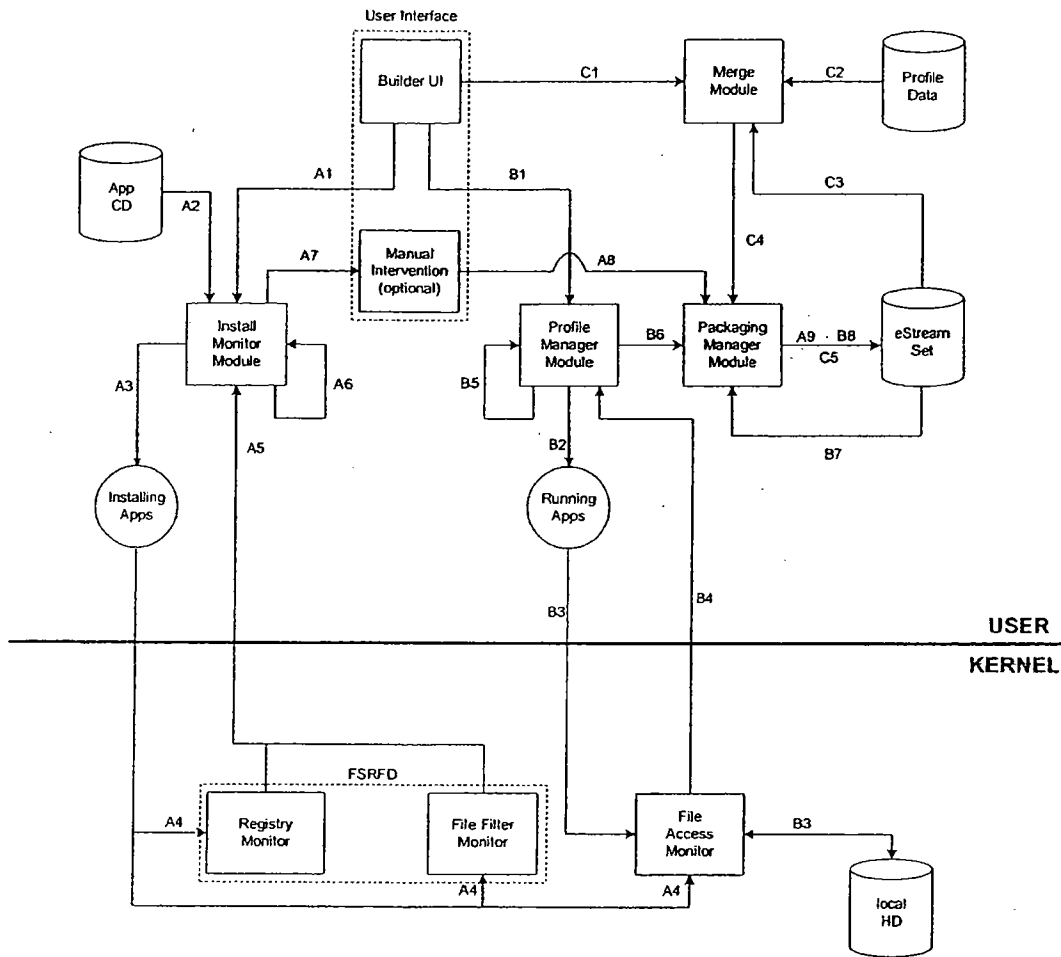 User Interface
Builder UI
C1
Merge
Module
C2
Profile
Data
App
CD
A2
A1
B1
C3
C4
A7
Manual
Intervention
(optional)
A8
Install
Monitor
Module
A3
A6
A5
B5
Profile
Manager
Module
B6
Packaging
Manager
Module
A9
B8
C5
eStream
Set
B7
B2
Installing
Apps
Running
Apps
B3
B4
USER
KERNEL
FSRFD
A4
Registry
Monitor
File Filter
Monitor
A4
File
Access
Monitor
A4
B3
local
HD